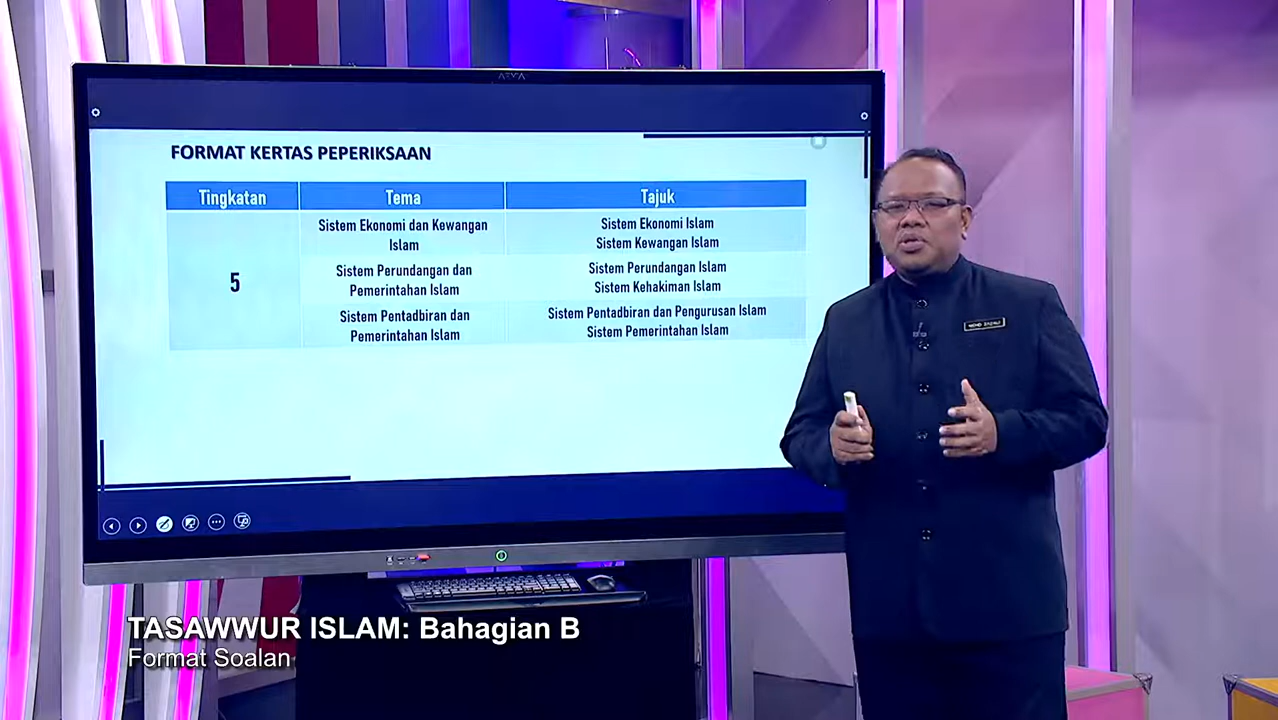 FORMAT KERTAS PEPERIKSAAN
Tingkatan Tema Tajuk
5
Sistem Ekonomi dan Kewangan
Islam
Sistem Ekonomi Islam
Sistem Kewangan Islam
Sistem Perundangan dan
Pemerintahan Islam
Sistem Perundangan Islam
Sistem Kehakiman Islam
Sistem Pentadbiran dan
Pemerintahan Islam
Sistem Pentadbiran dan Pengurusan Islam
Sistem Pemerintahan Islam
TASAWWUR ISLAM: Bahagian B
Format Soalan